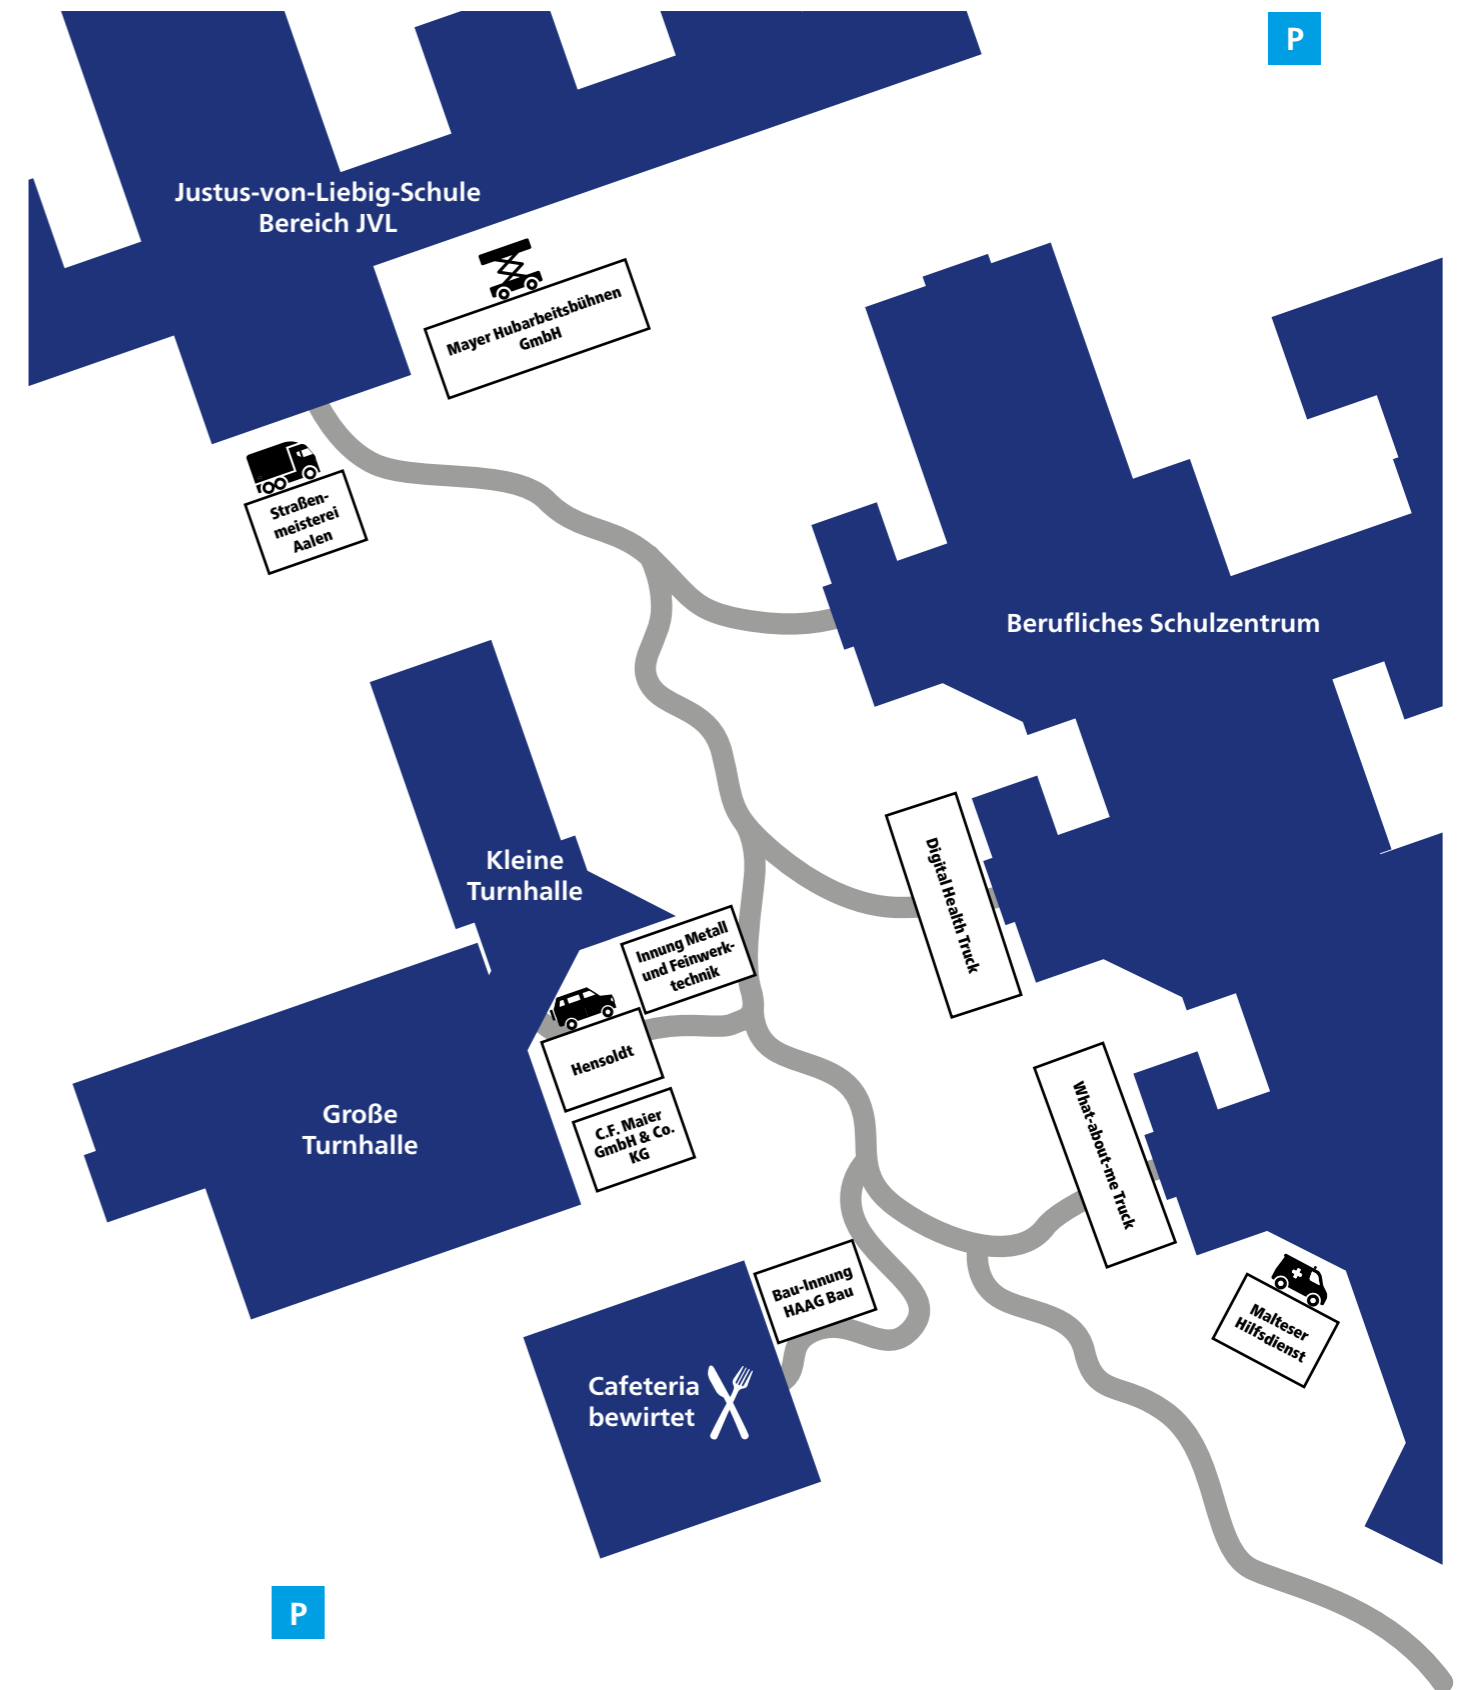 P
Justus-von-Liebig-Schule
Bereich JVL
Mayer Hubarbeitsbühnen
GmbH
Straßen-
meisterei
Aalen
Berufliches Schulzentrum
Kleine
Turnhalle
Digital Health Truck
Innung Metall
und Feinwerk-
technik
Hensoldt
C.F. Maier
GmbH & Co.
KG
Große
Turnhalle
What-about-me Truck
Bau-Innung
HAAG Bau
Malteser
Hilfsdienst
Cafeteria
bewirtet
P